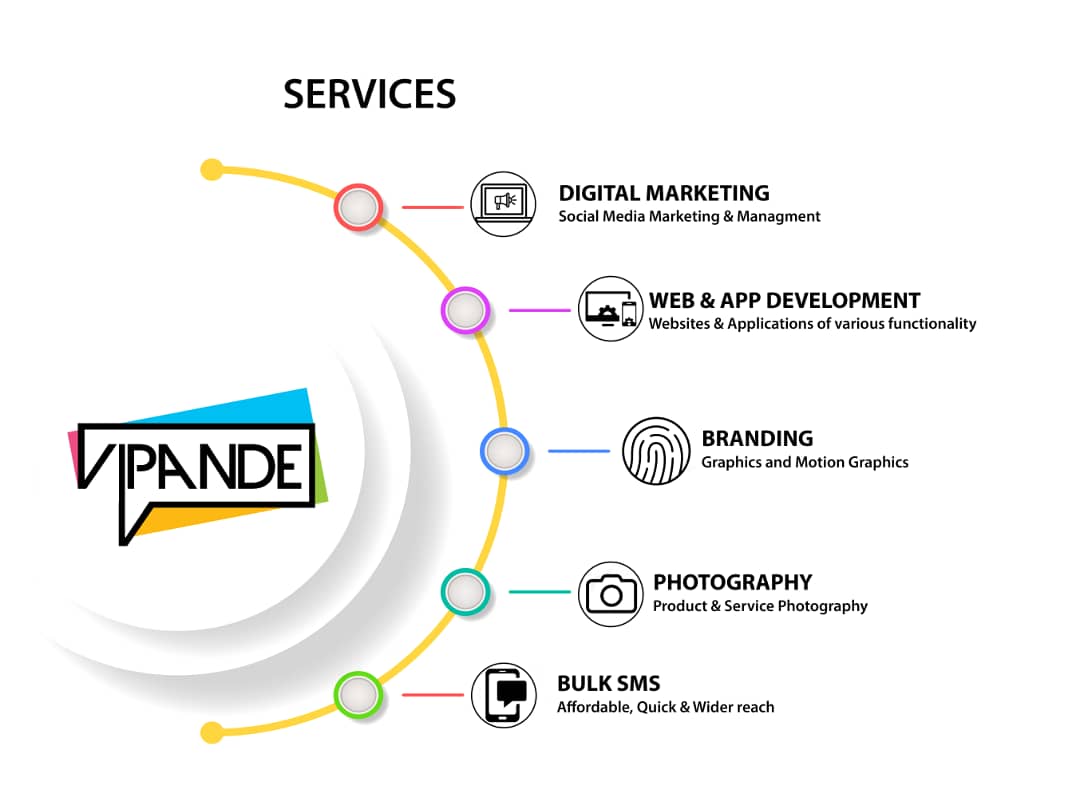 SERVICES
DIGITAL MARKETING
Social Media Marketing & Managment
WEB & APP DEVELOPMENT
Websites & Applications of various functionality
VIPANDE
BRANDING
Graphics and Motion Graphics
PHOTOGRAPHY
Product & Service Photography
BULK SMS
Affordable, Quick & Wider reach